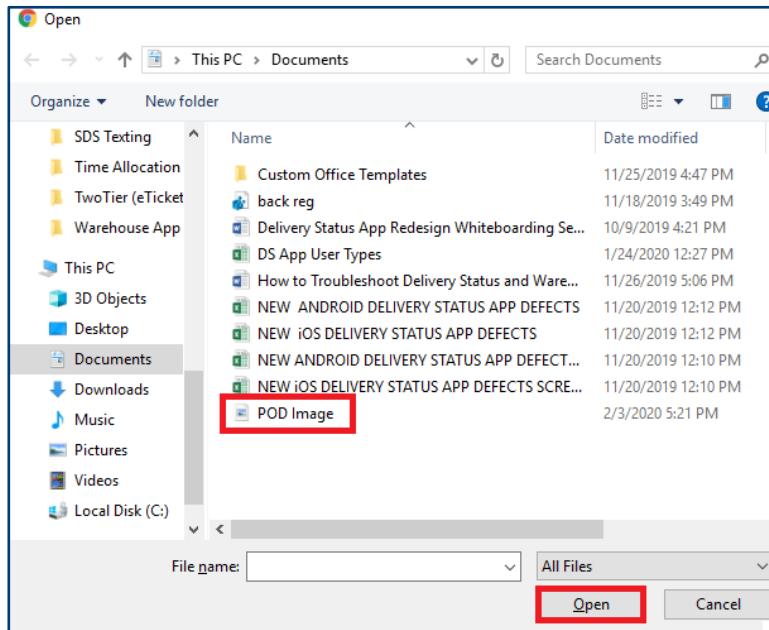 Open
This PC > Documents
Search Documents
Organize
New folder
SDS Texting
Time Allocation
TwoTier (eTicket
Warehouse App
This PC
3D Objects
Desktop
Documents
Downloads
Music
Pictures
Videos
Local Disk (C:)
Name Date modified
Custom Office Templates 11/25/2019 4:47 PM
back reg 11/18/2019 3:49 PM
Delivery Status App Redesign Whiteboarding Se... 10/9/2019 4:21 PM
DS App User Types 1/24/2020 12:27 PM
How to Troubleshoot Delivery Status and Ware... 11/26/2019 5:06 PM
NEW ANDROID DELIVERY STATUS APP DEFECTS 11/20/2019 12:12 PM
NEW iOS DELIVERY STATUS APP DEFECTS 11/20/2019 12:12 PM
NEW ANDROID DELIVERY STATUS APP DEFECT... 11/20/2019 12:10 PM
NEW iOS DELIVERY STATUS APP DEFECTS SCRE... 11/20/2019 12:10 PM
POD Image 2/3/2020 5:21 PM
File name:
All Files
Open
Cancel